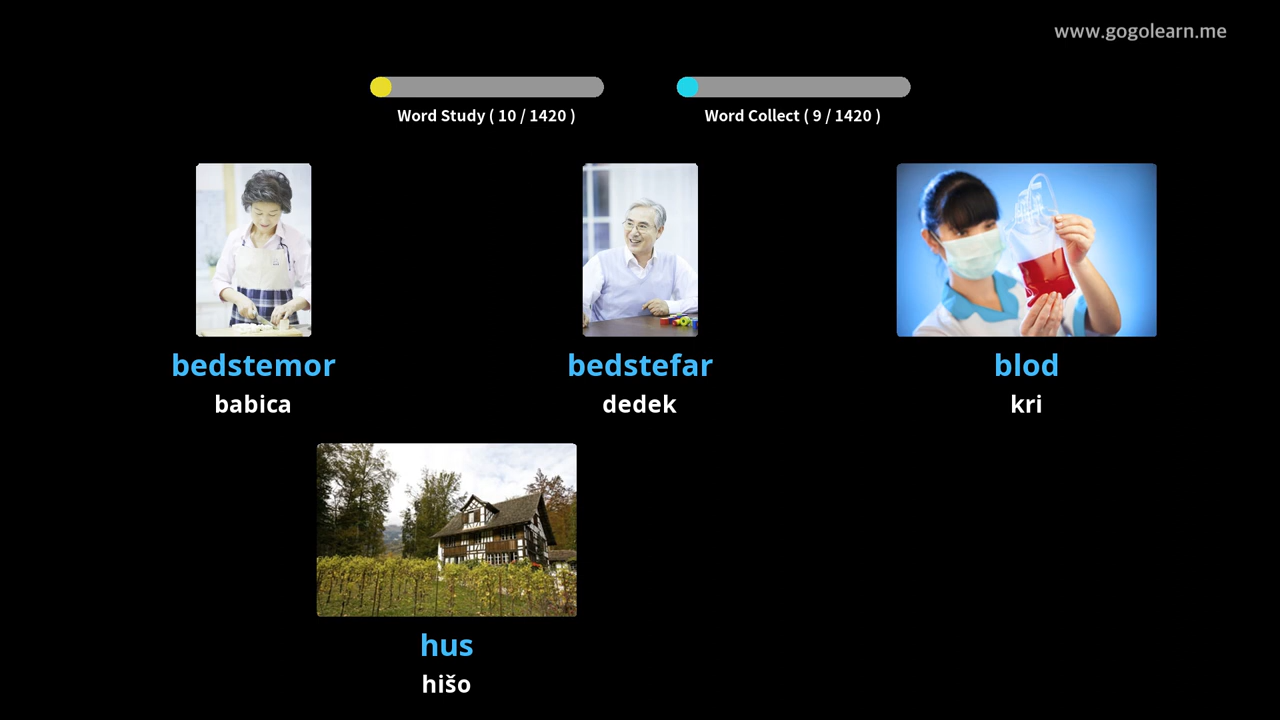 www.gogolearn.me
Word Study ( 10 / 1420 )
Word Collect ( 9 / 1420 )
bedstemor
babica
bedstefar
dedek
blod
kri
hus
hišo